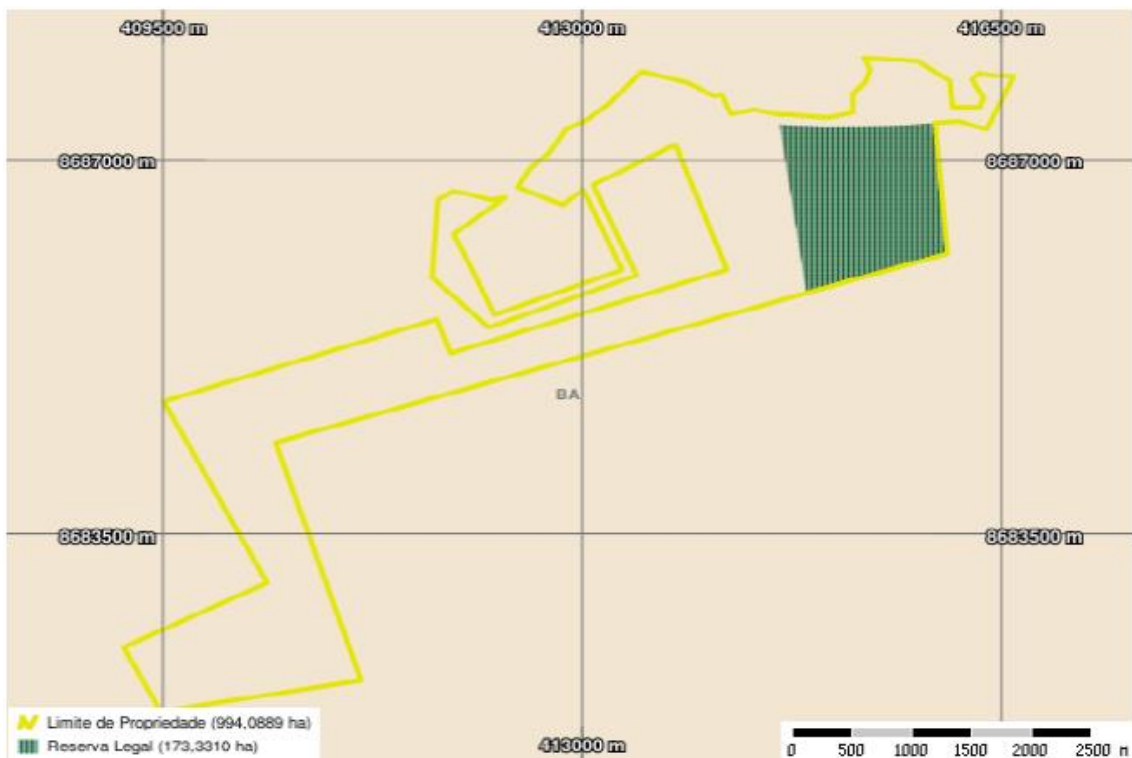 409500 m 413000 m 416500 m
8687000 m 8687000 m
BA
8683500 m 8683500 m
Limite de Propriedade (994,0889 ha)
Reserva Legal (173,3310 ha)
413000 m
0 500 1000 1500 2000 2500 m